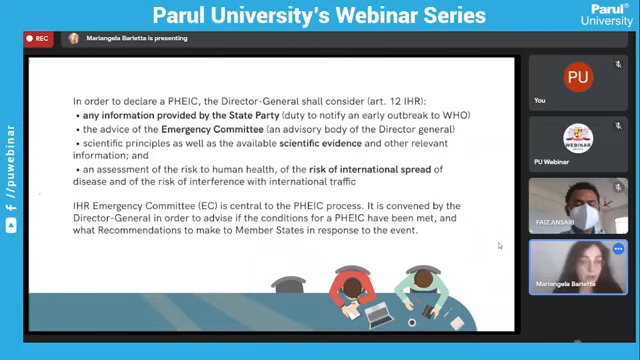 Parul University's Webinar Series
Parul®
University
REC
Mariangela Barletta is presenting
In order to declare a PHEIC, the Director-General shall consider (art. 12 IHR):
• any information provided by the State Party (duty to notify an early outbreak to WHO)
• the advice of the Emergency Committee (an advisory body of the Director general)
• scientific principles as well as the available scientific evidence and other relevant
information; and
• an assessment of the risk to human health, of the risk of international spread of
disease and of the risk of interference with international traffic
IHR Emergency Committee (EC) is central to the PHEIC process. It is convened by the
Director-General in order to advise if the conditions for a PHEIC have been met, and
what Recommendations to make to Member States in response to the event.
PU
You
PU Webinar
FAIZ ANSARI
Mariangela Barletta
//puwebinar